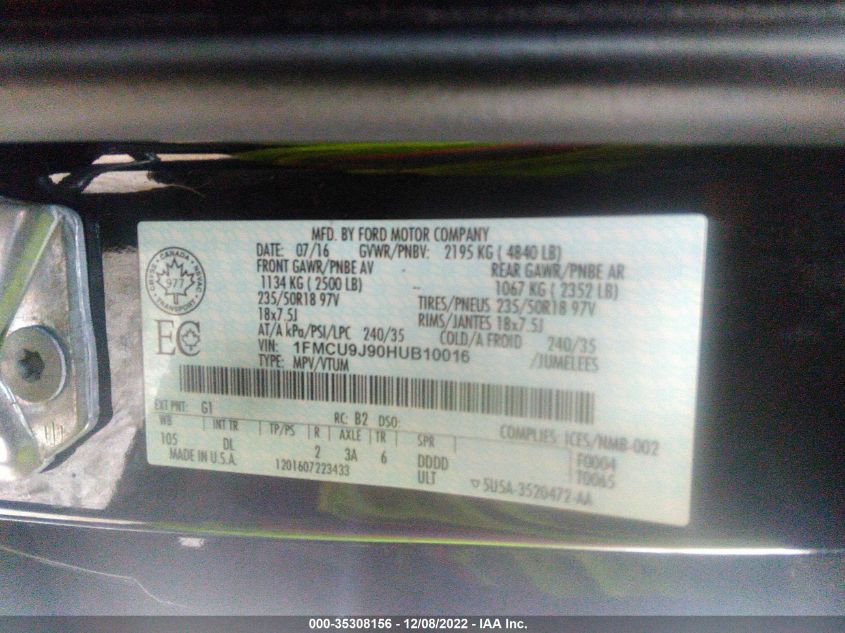 MFD. BY FORD MOTOR COMPANY
DATE: 07/16 GVWR/PNBV: 2195 KG ( 4840 LB)
FRONT GAWR/PNBE AV REAR GAWR/PNBE AR
1134 KG ( 2500 LB) 1067 KG ( 2352 LB)
235/50R18 97V TIRES/PNEUS 235/50R18 97V
18x7.5J RIMS/JANTES 18x7.5J
AT/A kPa/PSI/LPC 240/35 COLD/A FROID 240/35
VIN: 1FMCU9J90HUB10016 /JUMELEES
TYPE: MPV/VTUM
CANADA
977
TRANSPORT
EC
EXT PNT: G1 RC: B2 DSO: COMPLIES ICES/NMB-002
WB INT TR TP/PS R AXLE TR SPR F0004
105 DL 2 3A 6 DDDD T0065
MADE IN U.S.A. 1201607223433 ULT 5U5A-3520472-AA
000-35308156 - 12/08/2022 - IAA Inc.